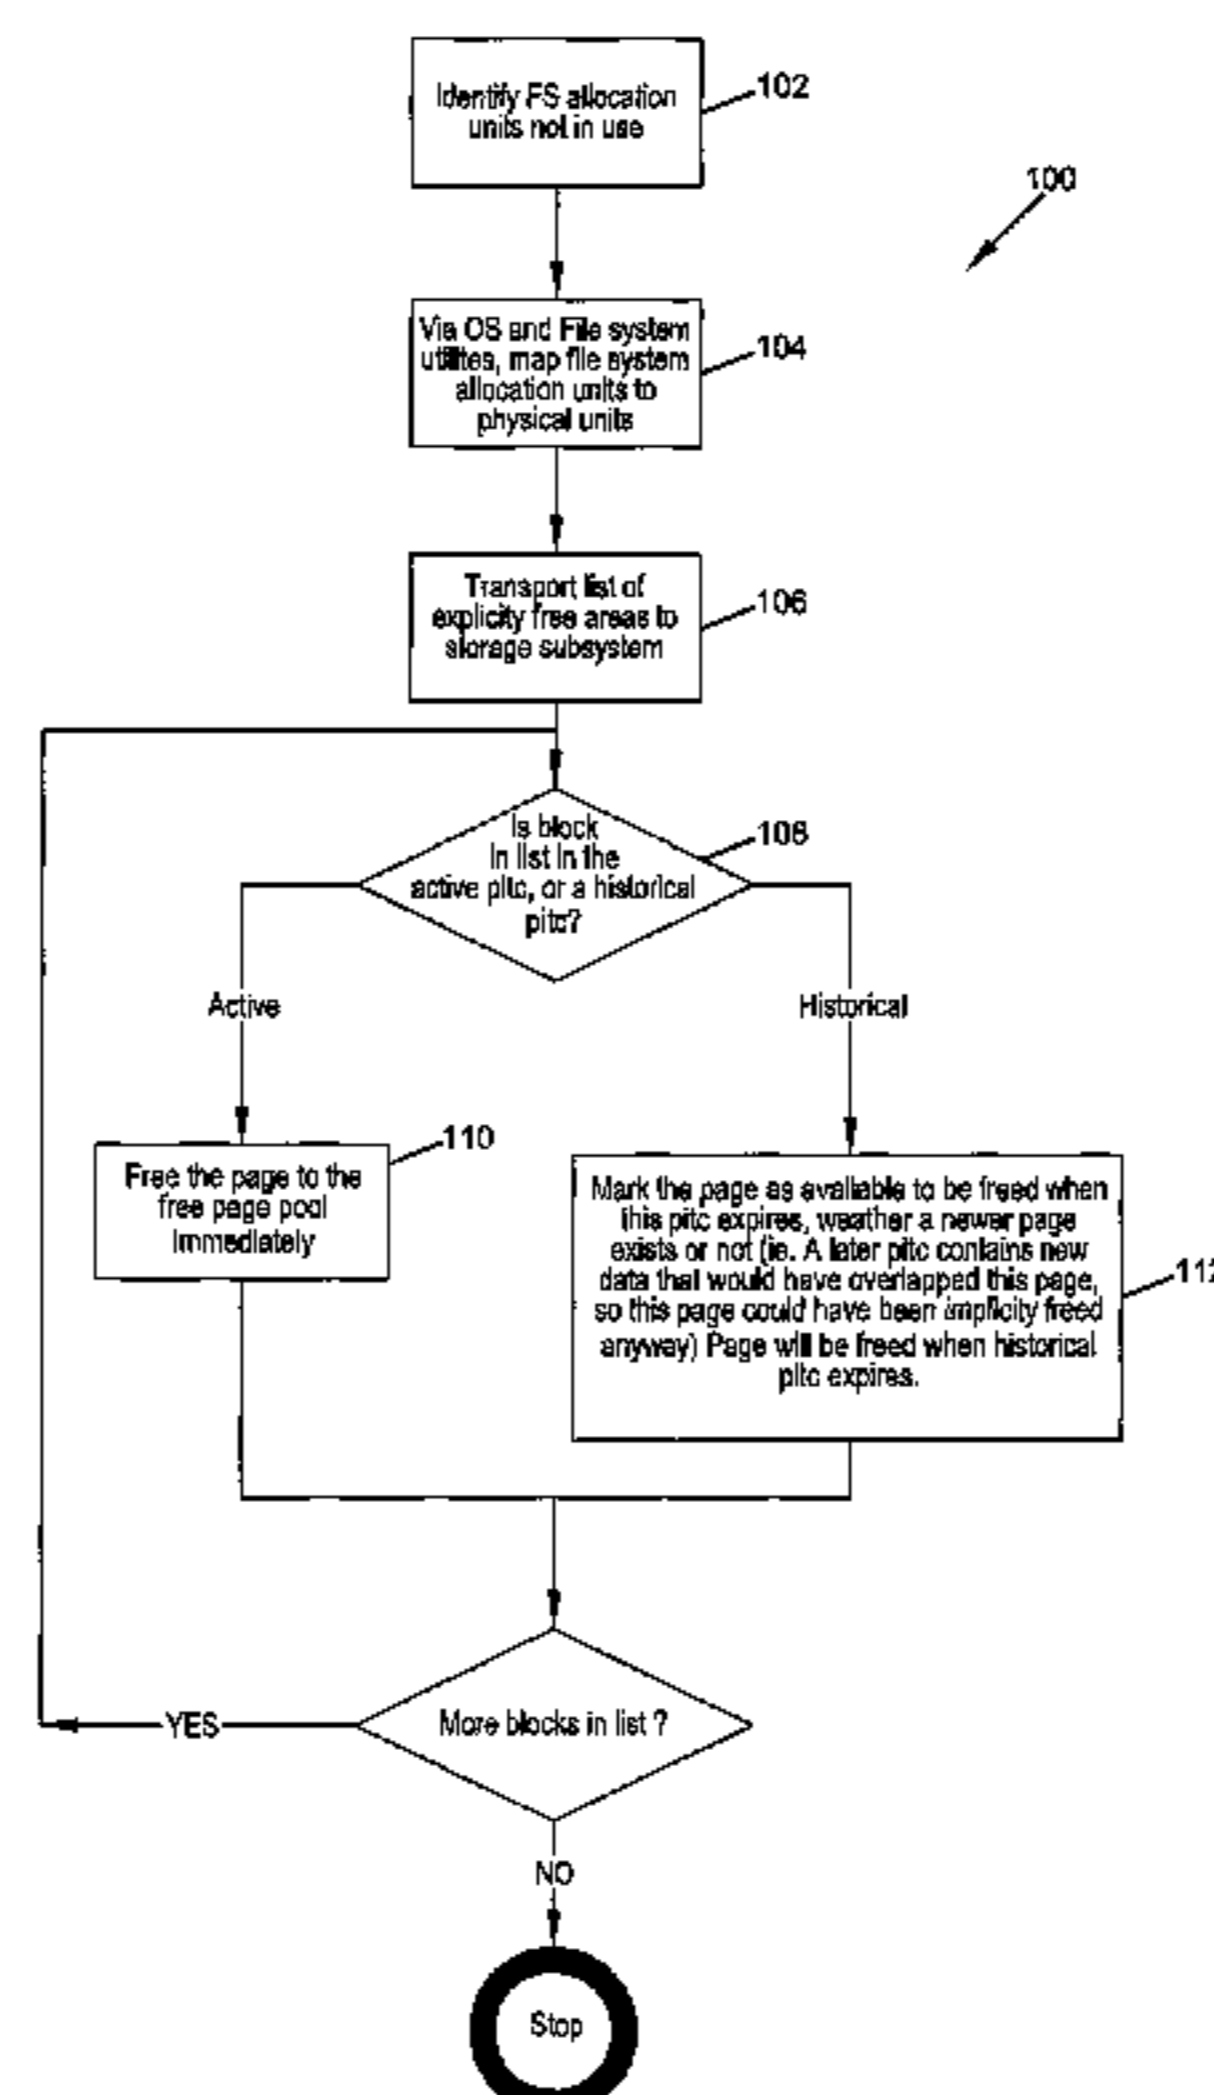 Identify FS allocation
units not in use
102
100
Via OS and File system
utilites, map file system
allocation units to
physical units
104
Transport list of
explicity free areas to
storage subsystem
106
Is block
in list in the
active pitc, or a historical
pitc?
108
Active
Historical
Free the page to the
free page pool
immediately
110
Mark the page as available to be freed when
this pitc expires, weather a newer page
exists or not (ie. A later pitc contains new
data that would have overlapped this page,
so this page could have been implicity freed
anyway) Page will be freed when historical
pitc expires.
112
More blocks in list ?
YES
NO
Stop